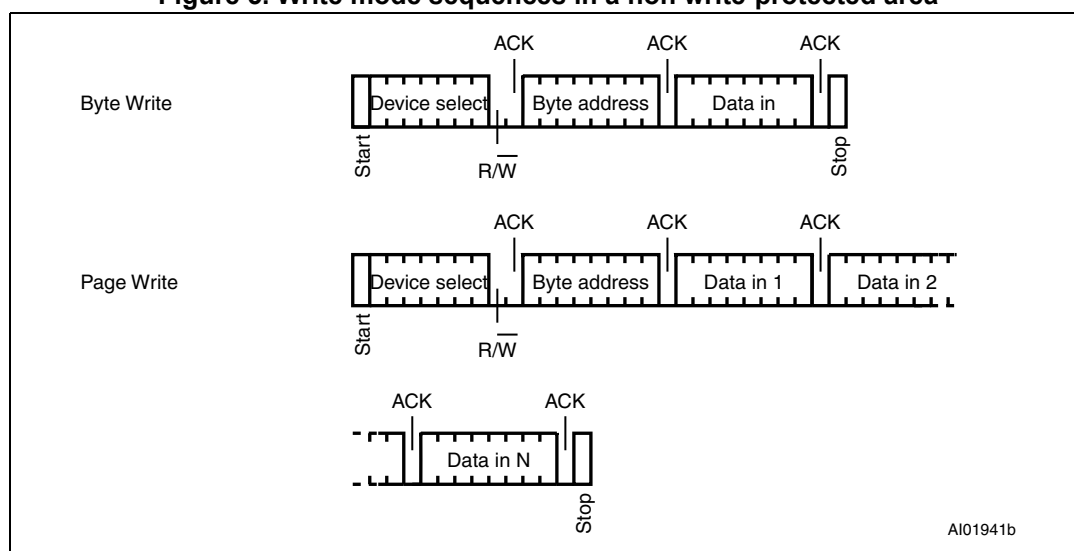 Figure Write mode sequences in a non write-protected area
ACK ACK ACK
Byte Write
Device select Byte address Data in
Start
R/W̅
Stop
ACK ACK ACK
Page Write
Device select Byte address Data in 1 Data in 2
Start
R/W̅
ACK ACK
Data in N
Stop
AI01941b